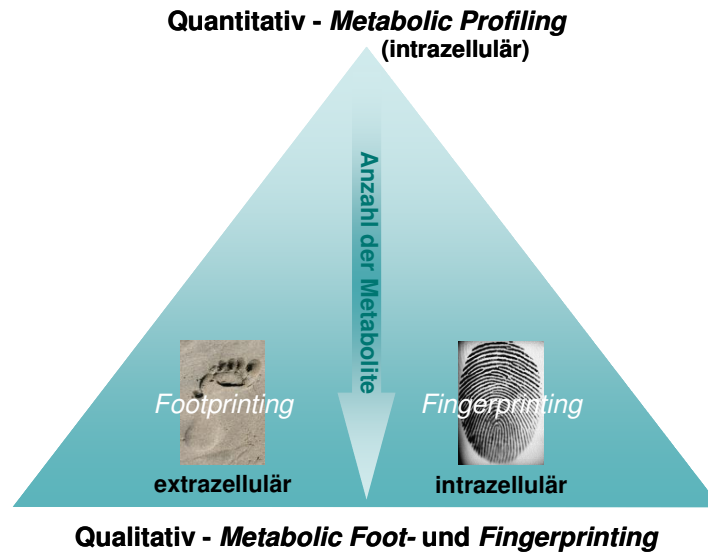 Quantitativ - Metabolic Profiling
(intrazellulär)
Anzahl der Metabolite
Footprinting
Fingerprinting
extrazellulär
intrazellulär
Qualitativ - Metabolic Foot- und Fingerprinting